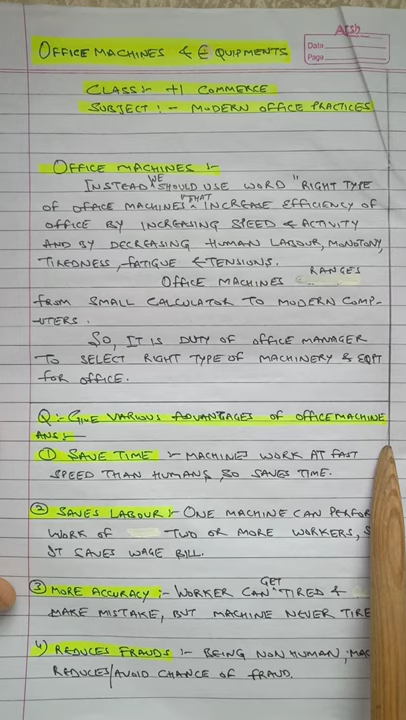 Arsh
OFFICE MACHINES & EQUIPMENTS
Date
Page
CLASS:- +1 COMMERCE
SUBJECT:- MODERN OFFICE PRACTICES
OFFICE MACHINES :-
INSTEAD WE SHOULD USE WORD "RIGHT TYPE
OF OFFICE MACHINES" THAT INCREASE EFFICIENCY OF
OFFICE BY INCREASING SPEED & ACTIVITY
AND BY DECREASING HUMAN LABOUR, MONOTONY,
TIREDNESS, FATIGUE & TENSIONS.
OFFICE MACHINES RANGES
FROM SMALL CALCULATOR TO MODERN COMP-
UTERS.
SO, IT IS DUTY OF OFFICE MANAGER
TO SELECT RIGHT TYPE OF MACHINERY & EQPT
FOR OFFICE.
Q:- GIVE VARIOUS ADVANTAGES OF OFFICE MACHINE
ANS:-
① SAVE TIME :- MACHINES WORK AT FAST
SPEED THAN HUMANS, SO SAVES TIME.
② SAVES LABOUR :- ONE MACHINE CAN PERFOR
WORK OF TWO OR MORE WORKERS, S
IT SAVES WAGE BILL.
③ MORE ACCURACY :- WORKER CAN GET TIRED &
MAKE MISTAKE, BUT MACHINE NEVER TIRE
4) REDUCES FRAUDS :- BEING NON HUMAN, MAC
REDUCES/AVOID CHANCE OF FRAUD.